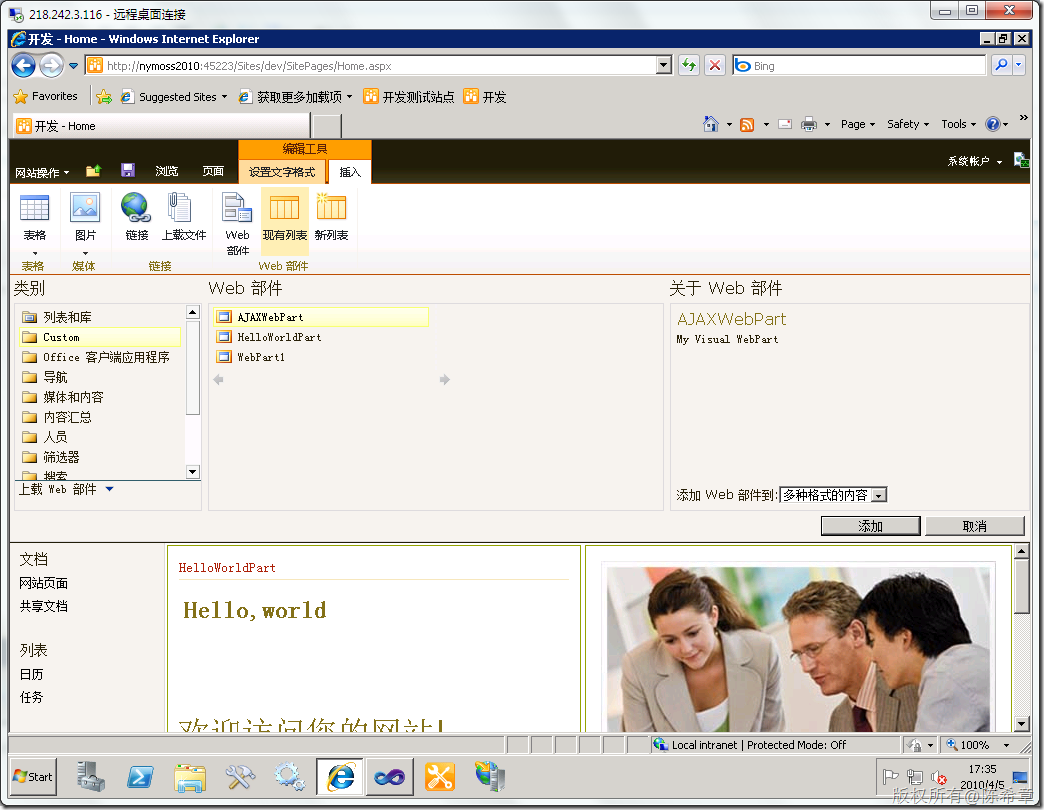 218.242.3.116 - 远程桌面连接
开发 - Home - Windows Internet Explorer
http://nymoss2010:45223/Sites/dev/SitePages/Home.aspx
Bing
Favorites
Suggested Sites
获取更多加载项
开发测试站点
开发
开发 - Home
Page
Safety
Tools
编辑工具
系统帐户
网站操作
浏览
页面
设置文字格式
插入
表格
图片
链接
上载文件
Web 部件
现有列表
新列表
表格
媒体
链接
Web 部件
类别
Web 部件
关于 Web 部件
列表和库
Custom
Office 客户端应用程序
导航
媒体和内容
内容汇总
人员
筛选器
搜索
上载 Web 部件
AJAXWebPart
HelloWorldPart
WebPart1
AJAXWebPart
My Visual WebPart
添加 Web 部件到:
多种格式的内容
添加
取消
文档
网站页面
共享文档
列表
日历
任务
HelloWorldPart
Hello,world
欢迎访问您的网站!
Local intranet | Protected Mode: Off
100%
Start
17:35
2010/4/5
版权所有@陈希章